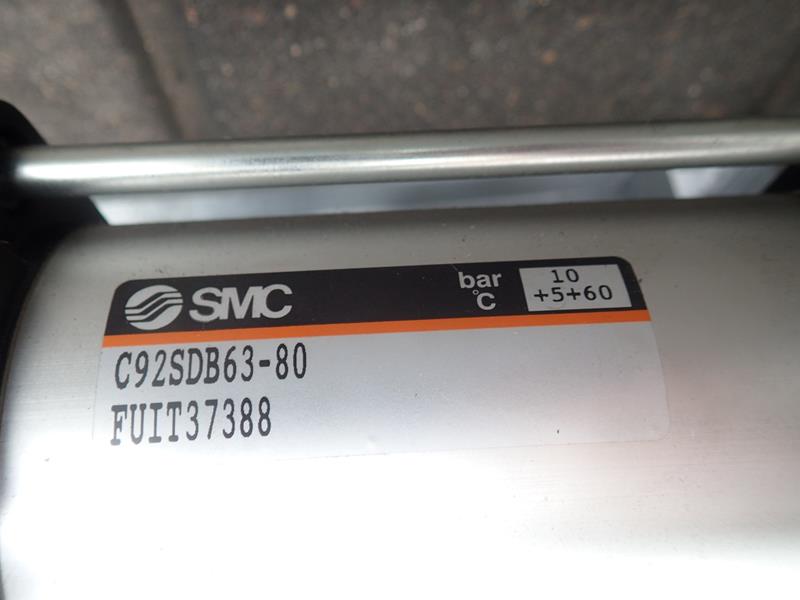 SMC
bar 10
°C +5+60
C92SDB63-80
FUIT37388